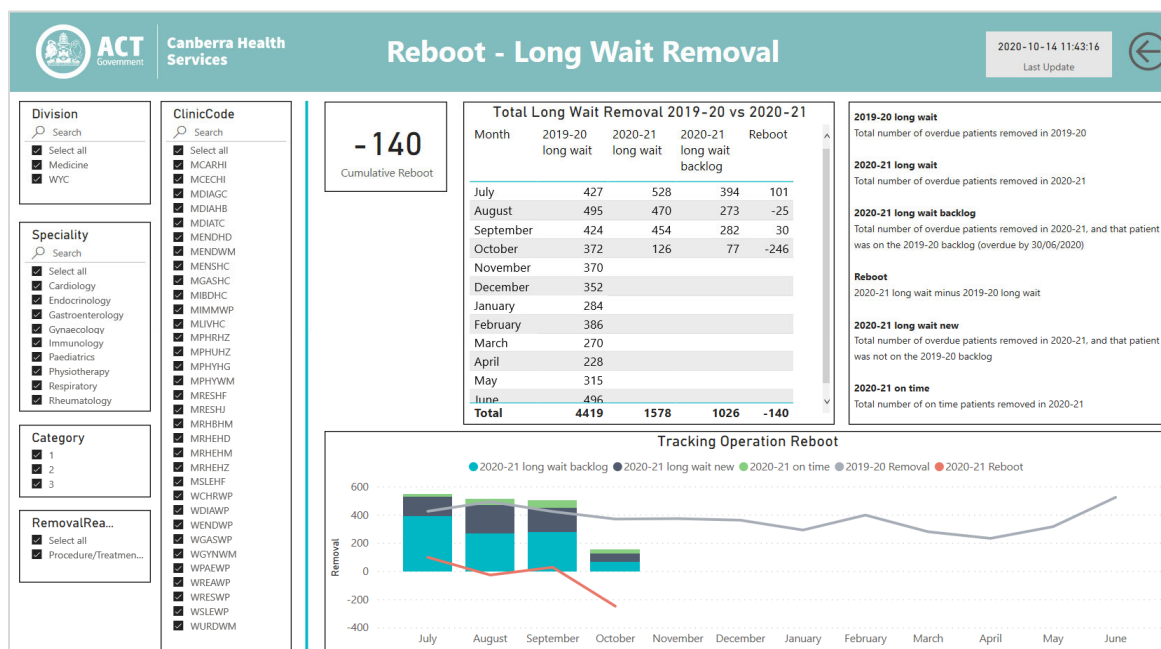 ACT
Government
Canberra Health
Services
Reboot - Long Wait Removal
2020-10-14 11:43:16
Last Update
Division
Search
Select all
Medicine
WYC
Speciality
Search
Select all
Cardiology
Endocrinology
Gastroenterology
Gynaecology
Immunology
Paediatrics
Physiotherapy
Respiratory
Rheumatology
Category
1
2
3
RemovalRea...
Select all
Procedure/Treatmen...
ClinicCode
Search
Select all
MCARHI
MCECHI
MDIAGC
MDIAHB
MDIATC
MENDHD
MENDWM
MENSHC
MGASHC
MIBDHC
MIMMWP
MLIVHC
MPHRHZ
MPHUHZ
MPHYHG
MPHYWM
MRESHF
MRESHJ
MRHBHM
MRHEHD
MRHEHM
MRHEHZ
MSLEHF
WCHRWP
WDIAWP
WENDWP
WGASWP
WGYNWM
WPAEWP
WREAWP
WRESWP
WSLEWP
WURDWM
-140
Cumulative Reboot
Total Long Wait Removal 2019-20 vs 2020-21
Month 2019-20 long wait 2020-21 long wait 2020-21 long wait backlog Reboot
July 427 528 394 101
August 495 470 273 -25
September 424 454 282 30
October 372 126 77 -246
November 370
December 352
January 284
February 386
March 270
April 228
May 315
June 496
Total 4419 1578 1026 -140
2019-20 long wait
Total number of overdue patients removed in 2019-20
2020-21 long wait
Total number of overdue patients removed in 2020-21
2020-21 long wait backlog
Total number of overdue patients removed in 2020-21, and that patient
was on the 2019-20 backlog (overdue by 30/06/2020)
Reboot
2020-21 long wait minus 2019-20 long wait
2020-21 long wait new
Total number of overdue patients removed in 2020-21, and that patient
was not on the 2019-20 backlog
2020-21 on time
Total number of on time patients removed in 2020-21
Tracking Operation Reboot
2020-21 long wait backlog 2020-21 long wait new 2020-21 on time 2019-20 Removal 2020-21 Reboot
Removal
600
400
200
0
-200
-400
July August September October November December January February March April May June